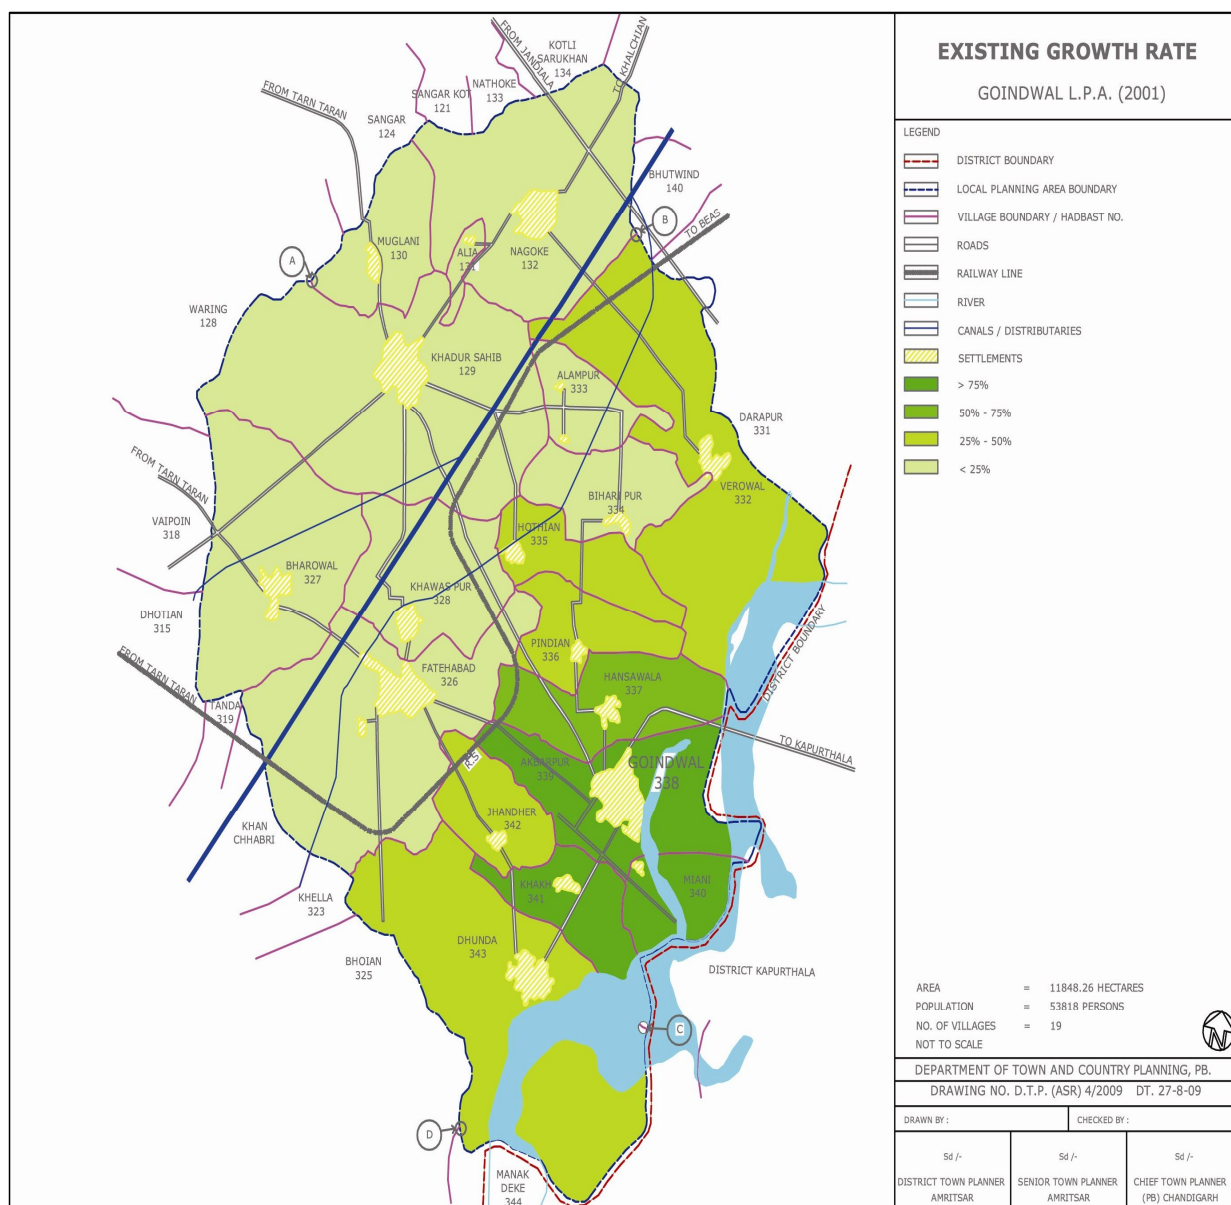 EXISTING GROWTH RATE
GOINDWAL L.P.A. (2001)
LEGEND
DISTRICT BOUNDARY
LOCAL PLANNING AREA BOUNDARY
VILLAGE BOUNDARY / HADBAST NO.
ROADS
RAILWAY LINE
RIVER
CANALS / DISTRIBUTARIES
SETTLEMENTS
> 75%
50% - 75%
25% - 50%
< 25%
AREA = 11848.26 HECTARES
POPULATION = 53818 PERSONS
NO. OF VILLAGES = 19
NOT TO SCALE
N
DEPARTMENT OF TOWN AND COUNTRY PLANNING, PB.
DRAWING NO. D.T.P. (ASR) 4/2009 DT. 27-8-09
DRAWN BY :
CHECKED BY :
Sd /-
DISTRICT TOWN PLANNER
AMRITSAR
Sd /-
SENIOR TOWN PLANNER
AMRITSAR
Sd /-
CHIEF TOWN PLANNER
(PB) CHANDIGARH
FROM JANDIALA
KOTLI
SARUKHAN
134
TO KHALCHIAN
NATHOKE
133
SANGAR KOT
121
FROM TARN TARAN
SANGAR
124
BHUTWIND
140
B
TO BEAS
MUGLANI
130
ALIA
131
NAGOKE
132
A
WARING
128
KHADUR SAHIB
129
ALAMPUR
333
DARAPUR
331
VEROWAL
332
FROM TARN TARAN
VAIPOIN
318
BIHARI PUR
334
HOTHIAN
335
BHAROWAL
327
KHAWAS PUR
328
DHOTIAN
315
PINDIAN
336
DISTRICT BOUNDARY
FROM TARN TARAN
FATEHABAD
326
HANSAWALA
337
TANDA
319
TO KAPURTHALA
R.S.
AKBARPUR
339
GOINDWAL
338
JHANDHER
342
KHAN
CHHABRI
KHAKH
341
MIANI
340
KHELLA
323
DHUNDA
343
BHOIAN
325
DISTRICT KAPURTHALA
C
D
MANAK
DEKE
344